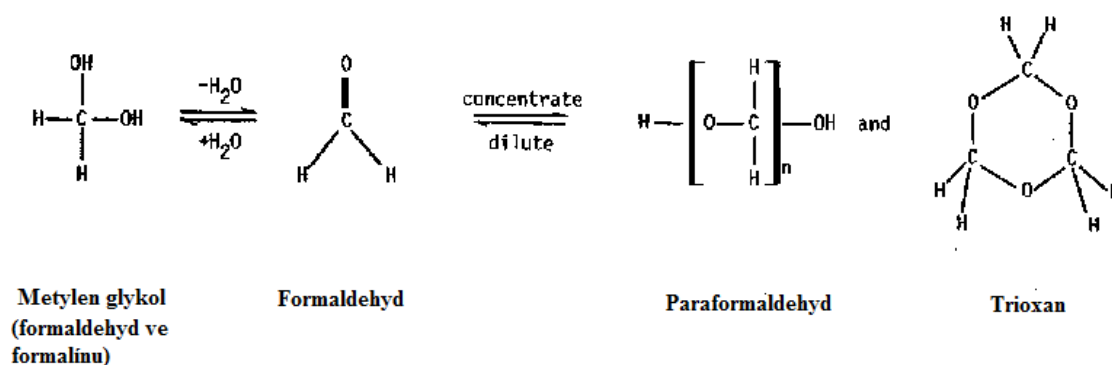 OH
H—C—OH
H
−H₂O
+H₂O
O
C
H H
concentrate
dilute
H
H O—C OH and
H
n
H H
C
O O
C C
H O H
H H
Metylen glykol
(formaldehyd ve
formalínu)
Formaldehyd
Paraformaldehyd
Trioxan